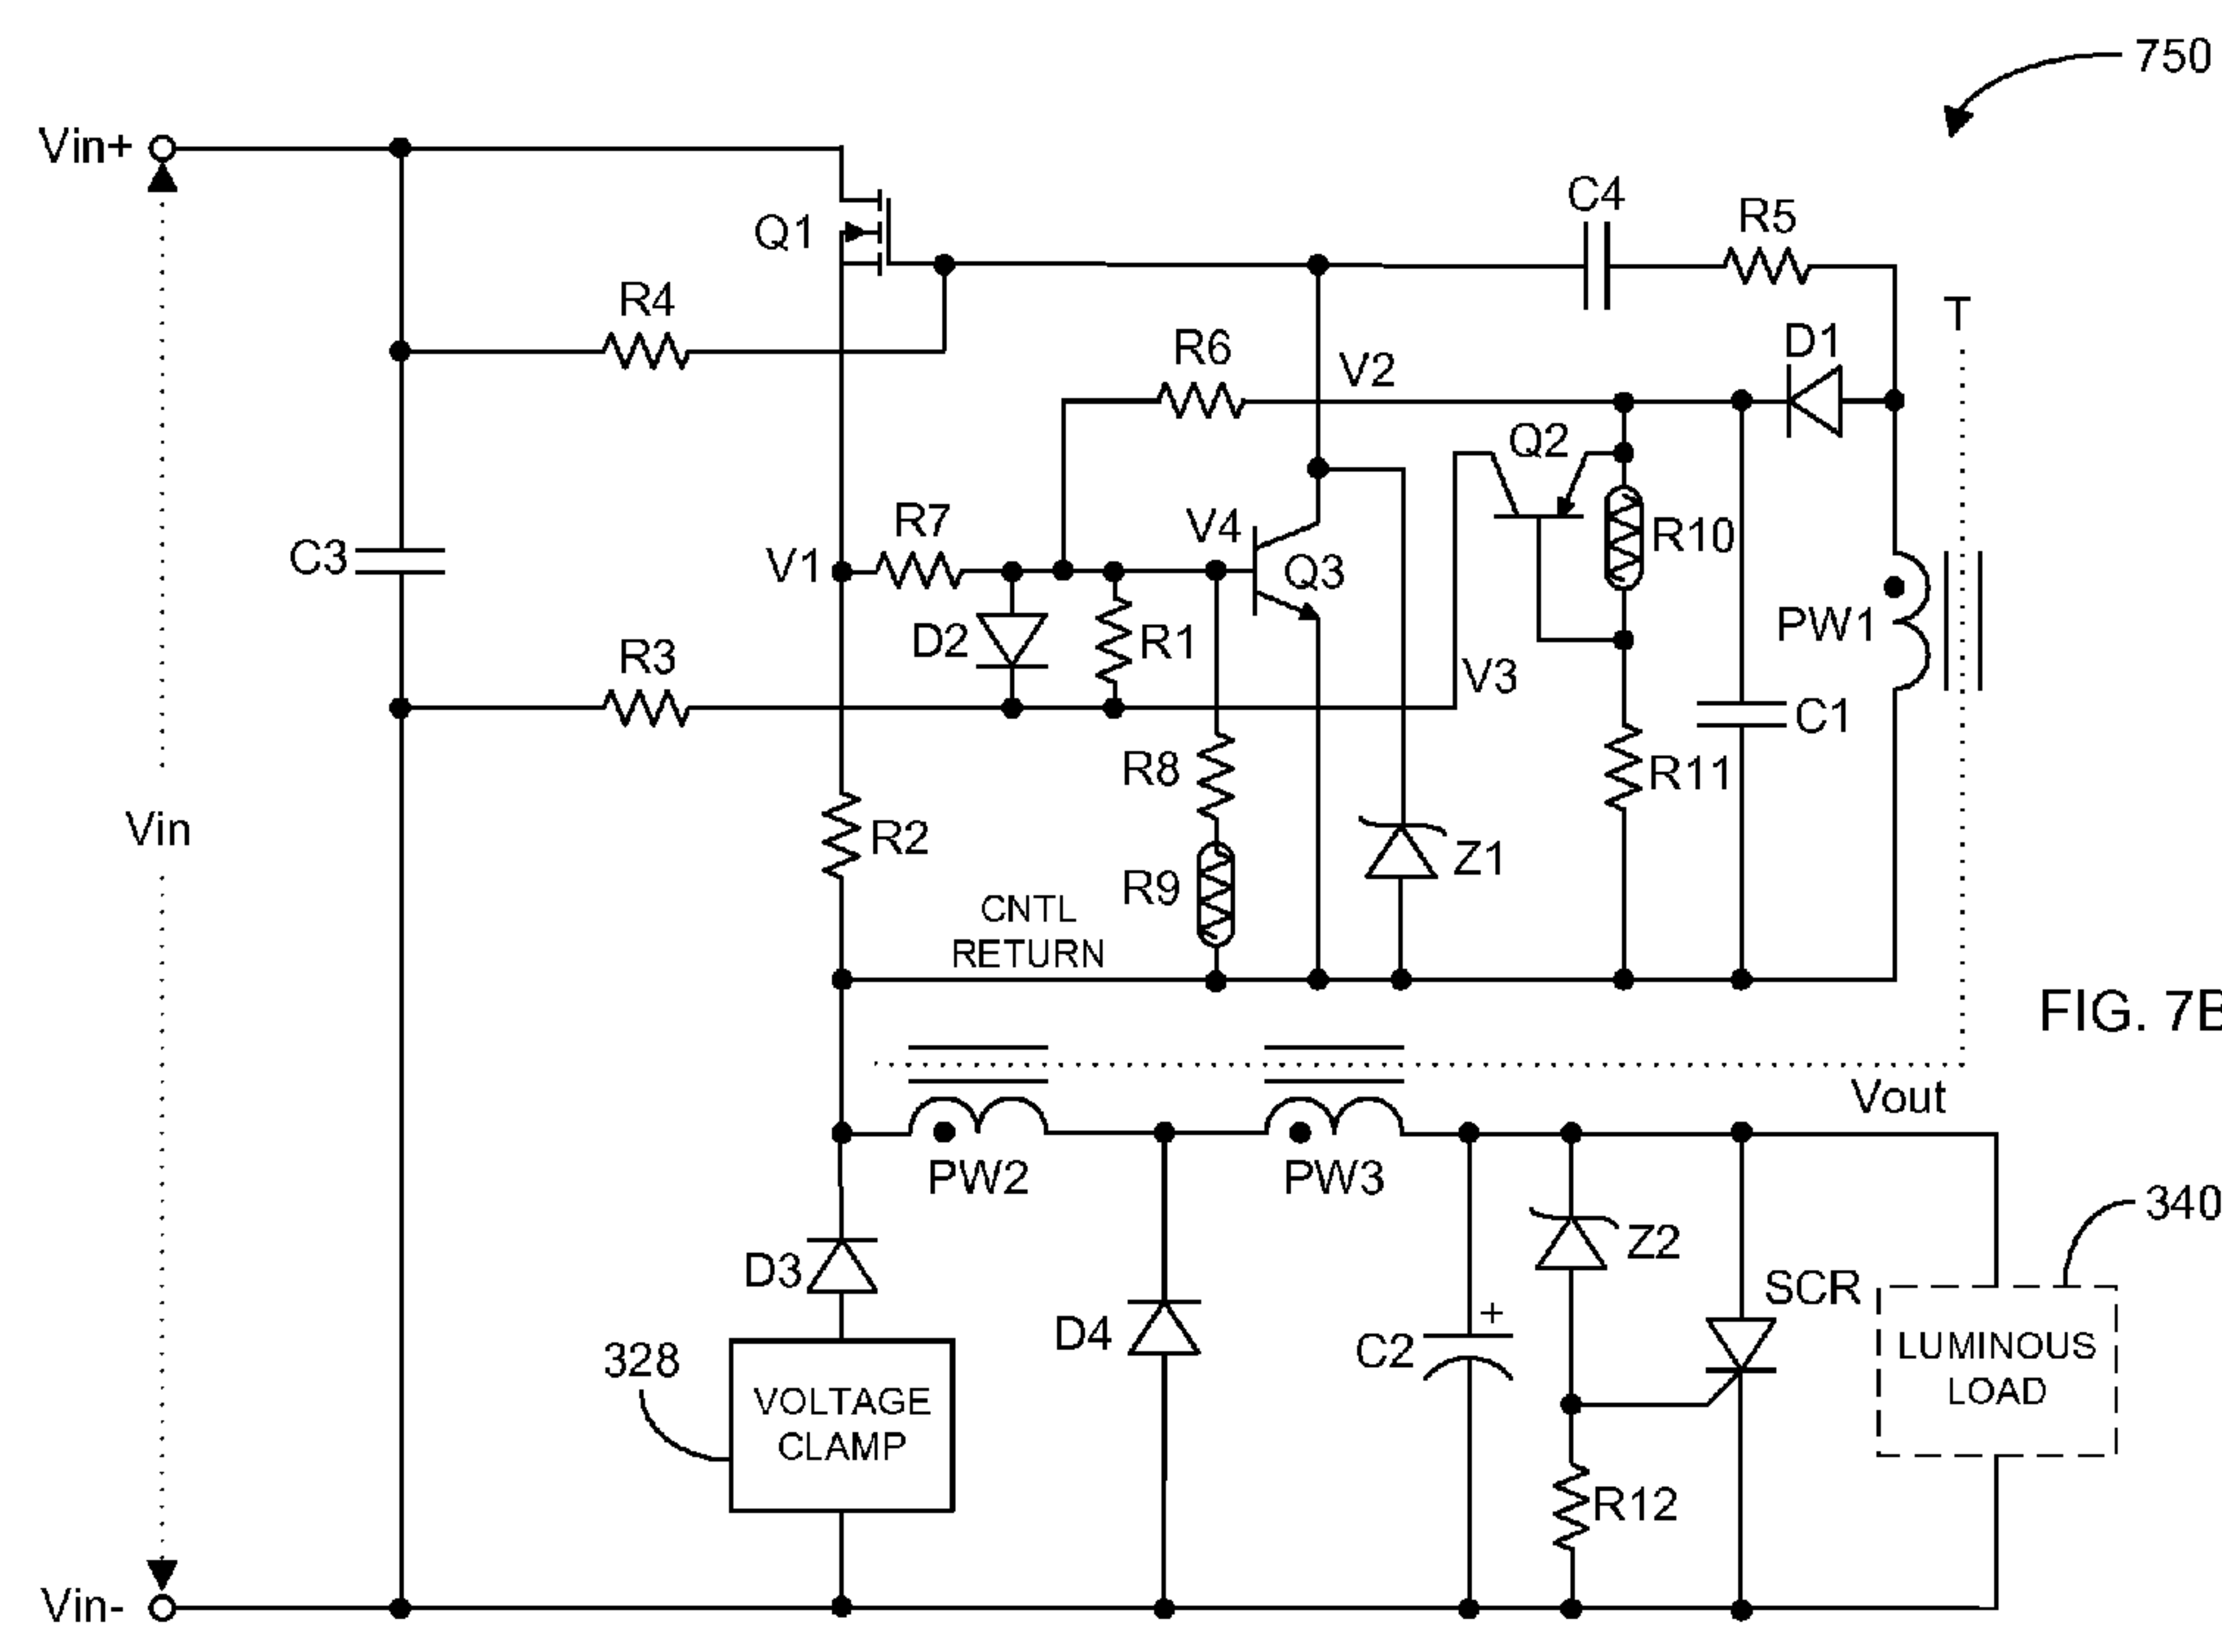 750
Vin+
C4
Q1
R5
R4
T
D1
R6
V2
Q2
R7
V4
R10
C3
V1
Q3
D2
R1
PW1
R3
V3
C1
R8
R11
Vin
R2
Z1
R9
CNTL
RETURN
FIG. 7B
Vout
PW2
PW3
340
Z2
D3
SCR
D4
+
C2
328
VOLTAGE
CLAMP
LUMINOUS
LOAD
R12
Vin-